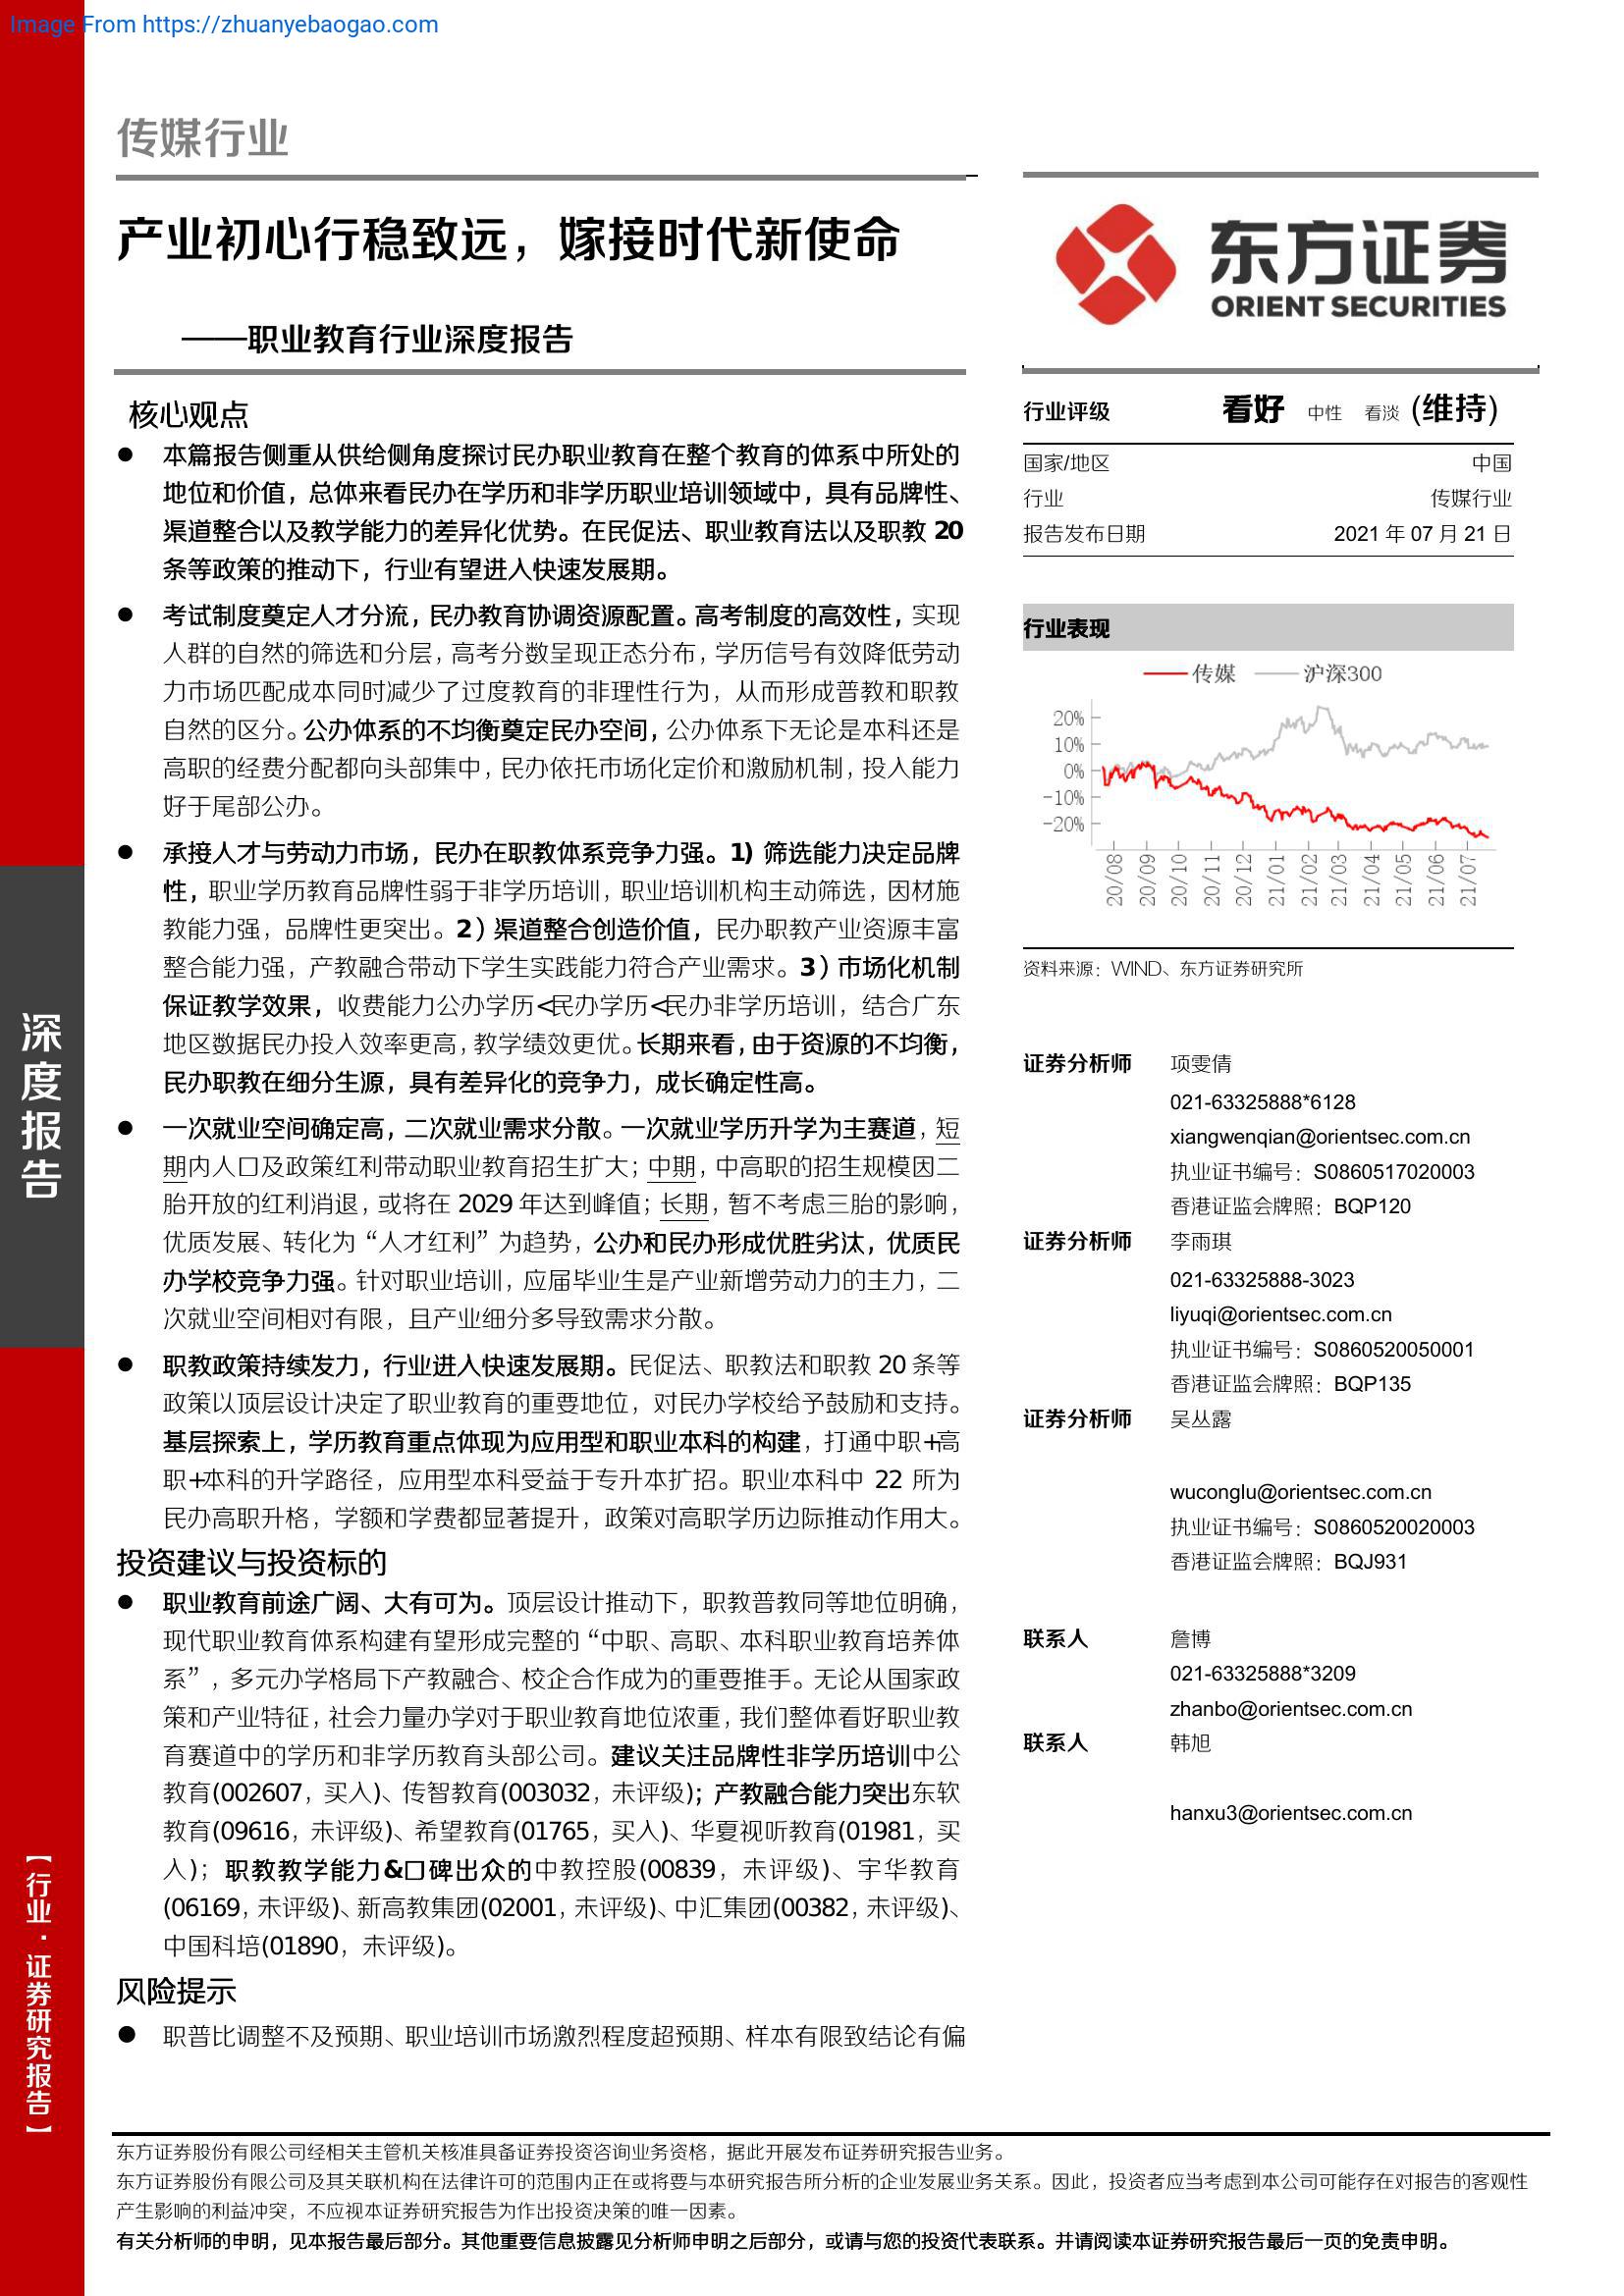 Image From https://zhuanyebaogao.com
传媒行业
产业初心行稳致远，嫁接时代新使命
——职业教育行业深度报告
核心观点
● 本篇报告侧重从供给侧角度探讨民办职业教育在整个教育的体系中所处的
地位和价值，总体来看民办在学历和非学历职业培训领域中，具有品牌性、
渠道整合以及教学能力的差异化优势。在民促法、职业教育法以及职教 20
条等政策的推动下，行业有望进入快速发展期。
● 考试制度奠定人才分流，民办教育协调资源配置。高考制度的高效性，实现
人群的自然的筛选和分层，高考分数呈现正态分布，学历信号有效降低劳动
力市场匹配成本同时减少了过度教育的非理性行为，从而形成普教和职教
自然的区分。公办体系的不均衡奠定民办空间，公办体系下无论是本科还是
高职的经费分配都向头部集中，民办依托市场化定价和激励机制，投入能力
好于尾部公办。
● 承接人才与劳动力市场，民办在职教体系竞争力强。1) 筛选能力决定品牌
性，职业学历教育品牌性弱于非学历培训，职业培训机构主动筛选，因材施
教能力强，品牌性更突出。2）渠道整合创造价值，民办职教产业资源丰富
整合能力强，产教融合带动下学生实践能力符合产业需求。3）市场化机制
保证教学效果，收费能力公办学历<民办学历<民办非学历培训，结合广东
地区数据民办投入效率更高，教学绩效更优。长期来看，由于资源的不均衡，
民办职教在细分生源，具有差异化的竞争力，成长确定性高。
● 一次就业空间确定高，二次就业需求分散。一次就业学历升学为主赛道，短
期内人口及政策红利带动职业教育招生扩大；中期，中高职的招生规模因二
胎开放的红利消退，或将在 2029 年达到峰值；长期，暂不考虑三胎的影响，
优质发展、转化为“人才红利”为趋势，公办和民办形成优胜劣汰，优质民
办学校竞争力强。针对职业培训，应届毕业生是产业新增劳动力的主力，二
次就业空间相对有限，且产业细分多导致需求分散。
● 职教政策持续发力，行业进入快速发展期。民促法、职教法和职教 20 条等
政策以顶层设计决定了职业教育的重要地位，对民办学校给予鼓励和支持。
基层探索上，学历教育重点体现为应用型和职业本科的构建，打通中职+高
职+本科的升学路径，应用型本科受益于专升本扩招。职业本科中 22 所为
民办高职升格，学额和学费都显著提升，政策对高职学历边际推动作用大。
投资建议与投资标的
● 职业教育前途广阔、大有可为。顶层设计推动下，职教普教同等地位明确，
现代职业教育体系构建有望形成完整的“中职、高职、本科职业教育培养体
系”，多元办学格局下产教融合、校企合作成为的重要推手。无论从国家政
策和产业特征，社会力量办学对于职业教育地位浓重，我们整体看好职业教
育赛道中的学历和非学历教育头部公司。建议关注品牌性非学历培训中公
教育(002607，买入)、传智教育(003032，未评级)；产教融合能力突出东软
教育(09616，未评级)、希望教育(01765，买入)、华夏视听教育(01981，买
入)；职教教学能力&口碑出众的中教控股(00839，未评级)、宇华教育
(06169，未评级)、新高教集团(02001，未评级)、中汇集团(00382，未评级)、
中国科培(01890，未评级)。
风险提示
● 职普比调整不及预期、职业培训市场激烈程度超预期、样本有限致结论有偏
东方证券
ORIENT SECURITIES
行业评级 看好 中性 看淡 (维持)
国家/地区 中国
行业 传媒行业
报告发布日期 2021 年 07 月 21 日
行业表现
传媒 沪深300
20%
10%
0%
-10%
-20%
20/08 20/09 20/10 20/11 20/12 21/01 21/02 21/03 21/04 21/05 21/06 21/07
资料来源：WIND、东方证券研究所
证券分析师 项雯倩
021-63325888*6128
xiangwenqian@orientsec.com.cn
执业证书编号：S0860517020003
香港证监会牌照：BQP120
证券分析师 李雨琪
021-63325888-3023
liyuqi@orientsec.com.cn
执业证书编号：S0860520050001
香港证监会牌照：BQP135
证券分析师 吴丛露
wuconglu@orientsec.com.cn
执业证书编号：S0860520020003
香港证监会牌照：BQJ931
联系人 詹博
021-63325888*3209
zhanbo@orientsec.com.cn
联系人 韩旭
hanxu3@orientsec.com.cn
深度报告
【行业·证券研究报告】
东方证券股份有限公司经相关主管机关核准具备证券投资咨询业务资格，据此开展发布证券研究报告业务。
东方证券股份有限公司及其关联机构在法律许可的范围内正在或将要与本研究报告所分析的企业发展业务关系。因此，投资者应当考虑到本公司可能存在对报告的客观性
产生影响的利益冲突，不应视本证券研究报告为作出投资决策的唯一因素。
有关分析师的申明，见本报告最后部分。其他重要信息披露见分析师申明之后部分，或请与您的投资代表联系。并请阅读本证券研究报告最后一页的免责申明。